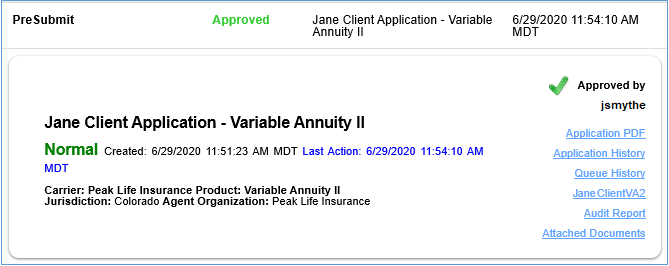 PreSubmit Approved Jane Client Application - Variable 6/29/2020 11:54:10 AM
Annuity II MDT
Approved by
jsmythe
Jane Client Application - Variable Annuity II
Normal Created: 6/29/2020 11:51:23 AM MDT Last Action: 6/29/2020 11:54:10 AM
MDT
Carrier: Peak Life Insurance Product: Variable Annuity II
Jurisdiction: Colorado Agent Organization: Peak Life Insurance
Application PDF
Application History
Queue History
JaneClientVA2
Audit Report
Attached Documents